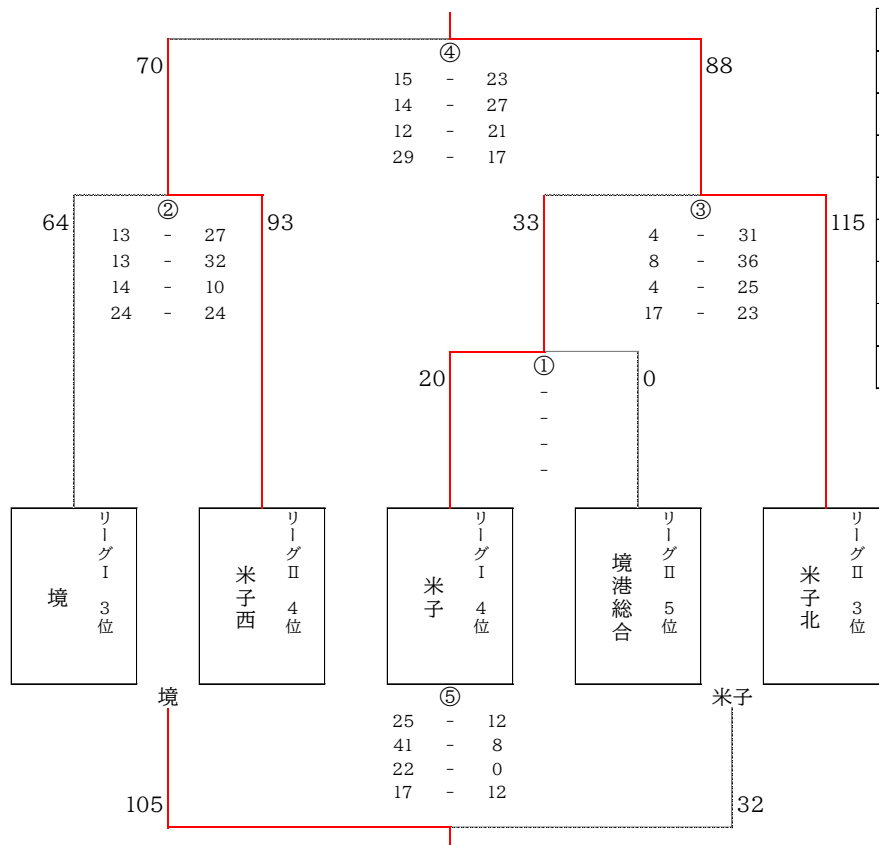 70 ④ 88
15 - 23
14 - 27
12 - 21
29 - 17
64 ② 93
13 - 27
13 - 32
14 - 10
24 - 24
33 ③ 115
4 - 31
8 - 36
4 - 25
17 - 23
20 ① 0
-
-
-
-
リーグⅠ 3位
境
リーグⅡ 4位
米子西
リーグⅠ 4位
米子
リーグⅡ 5位
境港総合
リーグⅡ 3位
米子北
境 ⑤ 米子
25 - 12
41 - 8
22 - 0
17 - 12
105 32